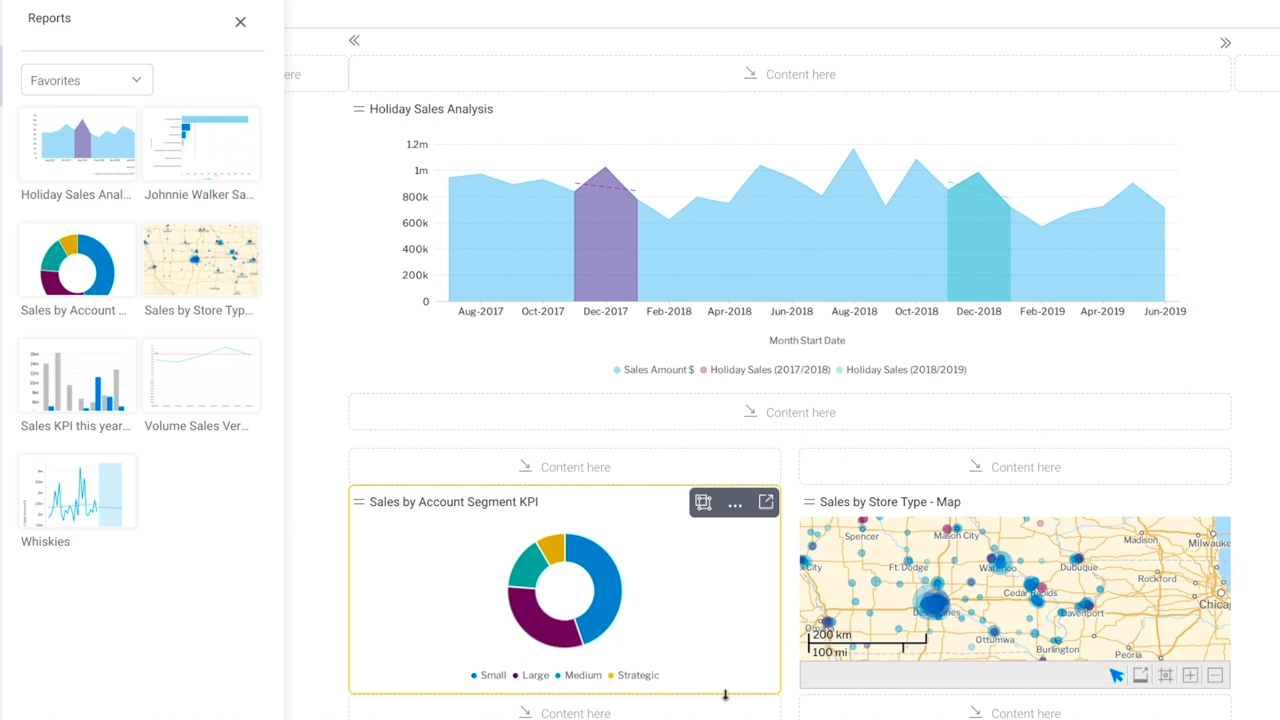 Reports
Favorites
Holiday Sales Anal...
Johnnie Walker Sa...
Sales by Account ...
Sales by Store Typ...
Sales KPI this year...
Volume Sales Ver...
Whiskies
ere
Content here
Holiday Sales Analysis
1.2m
1m
800k
600k
400k
200k
0
Aug-2017 Oct-2017 Dec-2017 Feb-2018 Apr-2018 Jun-2018 Aug-2018 Oct-2018 Dec-2018 Feb-2019 Apr-2019 Jun-2019
Month Start Date
Sales Amount $ Holiday Sales (2017/2018) Holiday Sales (2018/2019)
Content here
Content here
Content here
Sales by Account Segment KPI
Small Large Medium Strategic
Sales by Store Type - Map
Spencer
Mason City
Madison
Milwauke
x City
Ft. Dodge
Waterloo
Dubuque
Rockford
Cedar Rapids
Chicag
Des Moines
Davenport
Omaha
Ottumwa
Burlington
Peoria
200 km
100 mi
Content here
Content here